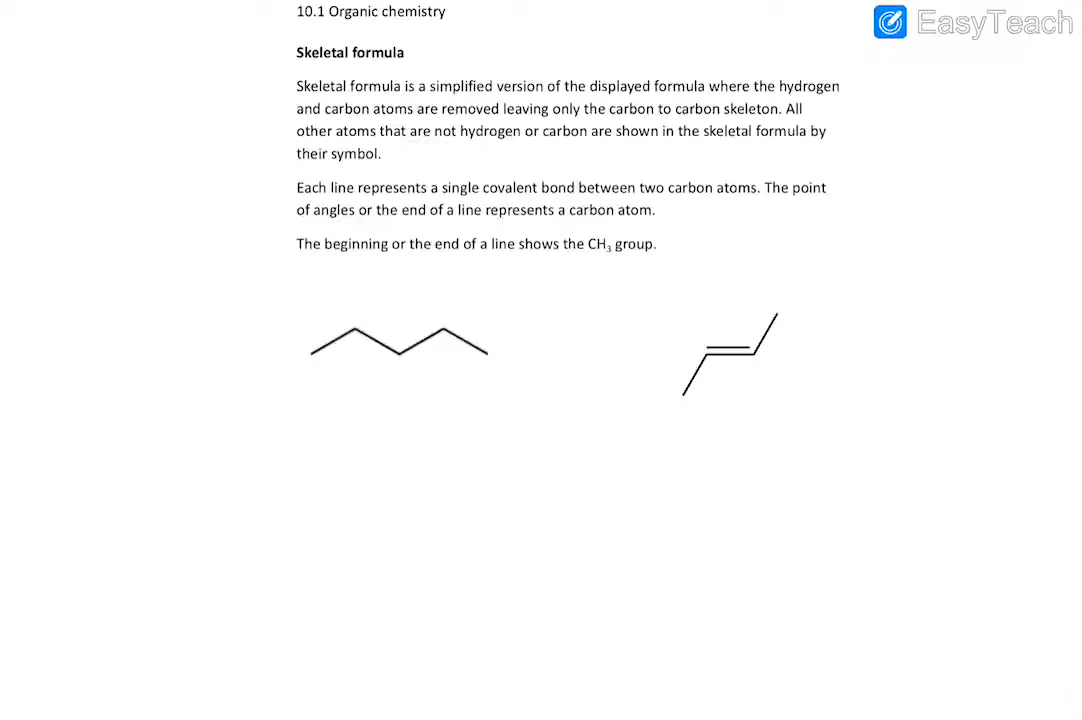 10.1 Organic chemistry
EasyTeach
Skeletal formula
Skeletal formula is a simplified version of the displayed formula where the hydrogen
and carbon atoms are removed leaving only the carbon to carbon skeleton. All
other atoms that are not hydrogen or carbon are shown in the skeletal formula by
their symbol.
Each line represents a single covalent bond between two carbon atoms. The point
of angles or the end of a line represents a carbon atom.
The beginning or the end of a line shows the CH₃ group.